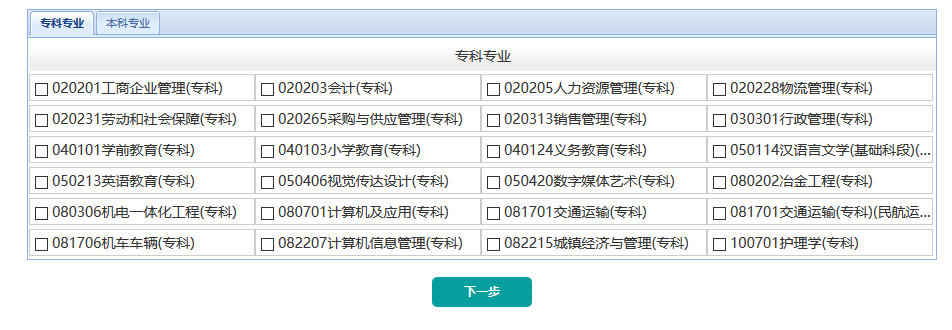 专科专业 本科专业
专科专业
020201工商企业管理(专科) 020203会计(专科) 020205人力资源管理(专科) 020228物流管理(专科)
020231劳动和社会保障(专科) 020265采购与供应管理(专科) 020313销售管理(专科) 030301行政管理(专科)
040101学前教育(专科) 040103小学教育(专科) 040124义务教育(专科) 050114汉语言文学(基础科段)(...
050213英语教育(专科) 050406视觉传达设计(专科) 050420数字媒体艺术(专科) 080202冶金工程(专科)
080306机电一体化工程(专科) 080701计算机及应用(专科) 081701交通运输(专科) 081701交通运输(专科)(民航运...
081706机车车辆(专科) 082207计算机信息管理(专科) 082215城镇经济与管理(专科) 100701护理学(专科)
下一步